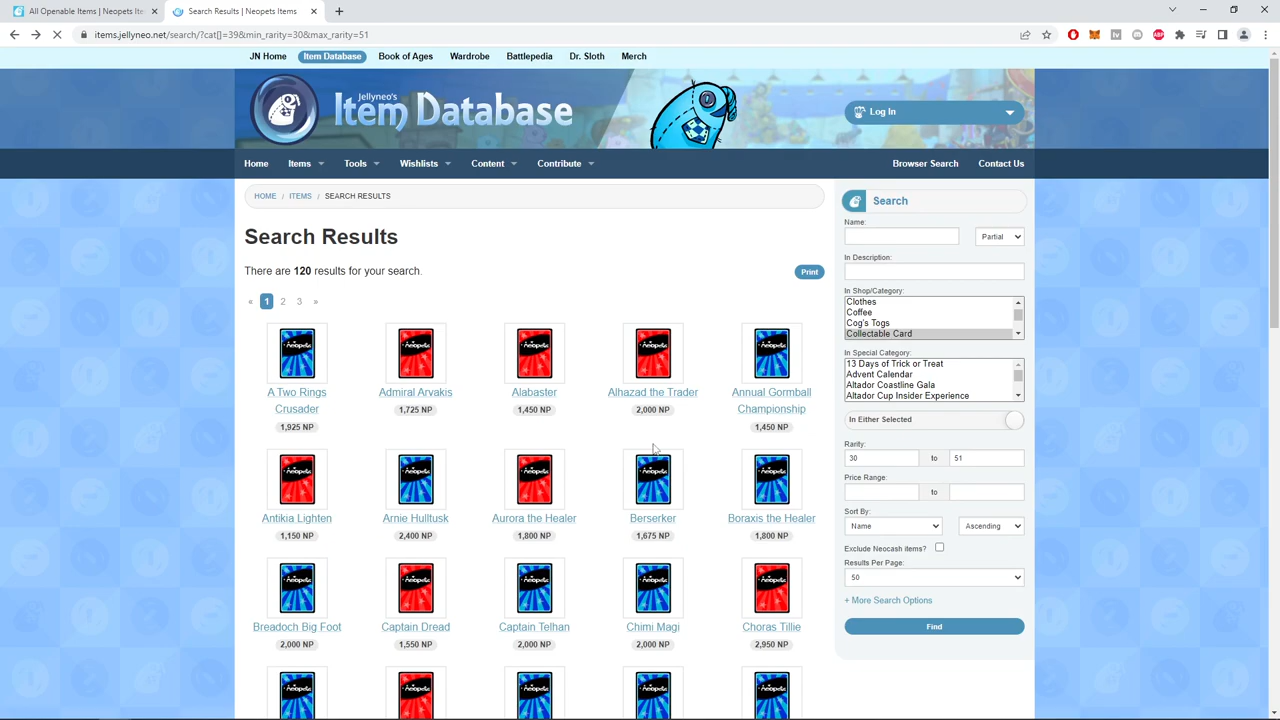 All Openable Items | Neopets Ite
Search Results | Neopets Items
items.jellyneo.net/search/?cat[]=39&min_rarity=30&max_rarity=51
JN Home
Item Database
Book of Ages
Wardrobe
Battlepedia
Dr. Sloth
Merch
Jellyneo's
Item Database
Log In
Home
Items
Tools
Wishlists
Content
Contribute
Browser Search
Contact Us
HOME / ITEMS / SEARCH RESULTS
Search Results
There are 120 results for your search.
Print
« 1 2 3 »
A Two Rings Crusader
1,925 NP
Admiral Arvakis
1,725 NP
Alabaster
1,450 NP
Alhazad the Trader
2,000 NP
Annual Gormball Championship
1,450 NP
Antikia Lighten
1,150 NP
Arnie Hulltusk
2,400 NP
Aurora the Healer
1,800 NP
Berserker
1,675 NP
Boraxis the Healer
1,800 NP
Breadoch Big Foot
2,000 NP
Captain Dread
1,550 NP
Captain Telhan
2,000 NP
Chimi Magi
2,000 NP
Choras Tillie
2,950 NP
Search
Name:
Partial
In Description:
In Shop/Category:
Clothes
Coffee
Cog's Togs
Collectable Card
In Special Category:
13 Days of Trick or Treat
Advent Calendar
Altador Coastline Gala
Altador Cup Insider Experience
In Either Selected
Rarity:
30 to 51
Price Range:
to
Sort By:
Name
Ascending
Exclude Neocash items?
Results Per Page:
50
+ More Search Options
Find